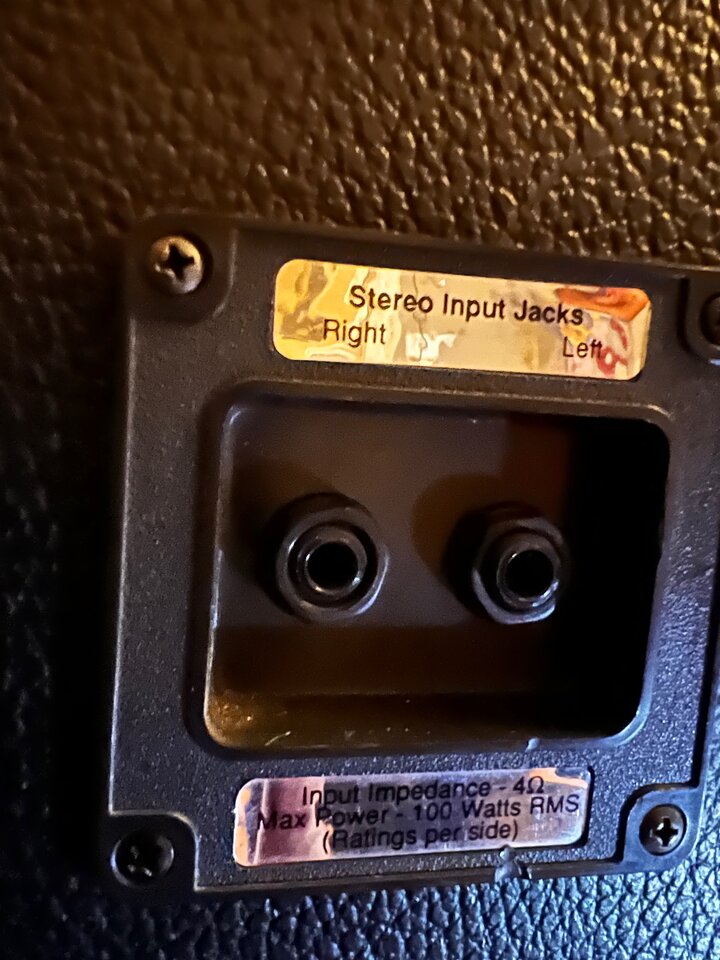 Stereo Input Jacks
Right Left
Input Impedance - 4Ω
Max Power - 100 Watts RMS
(Ratings per side)